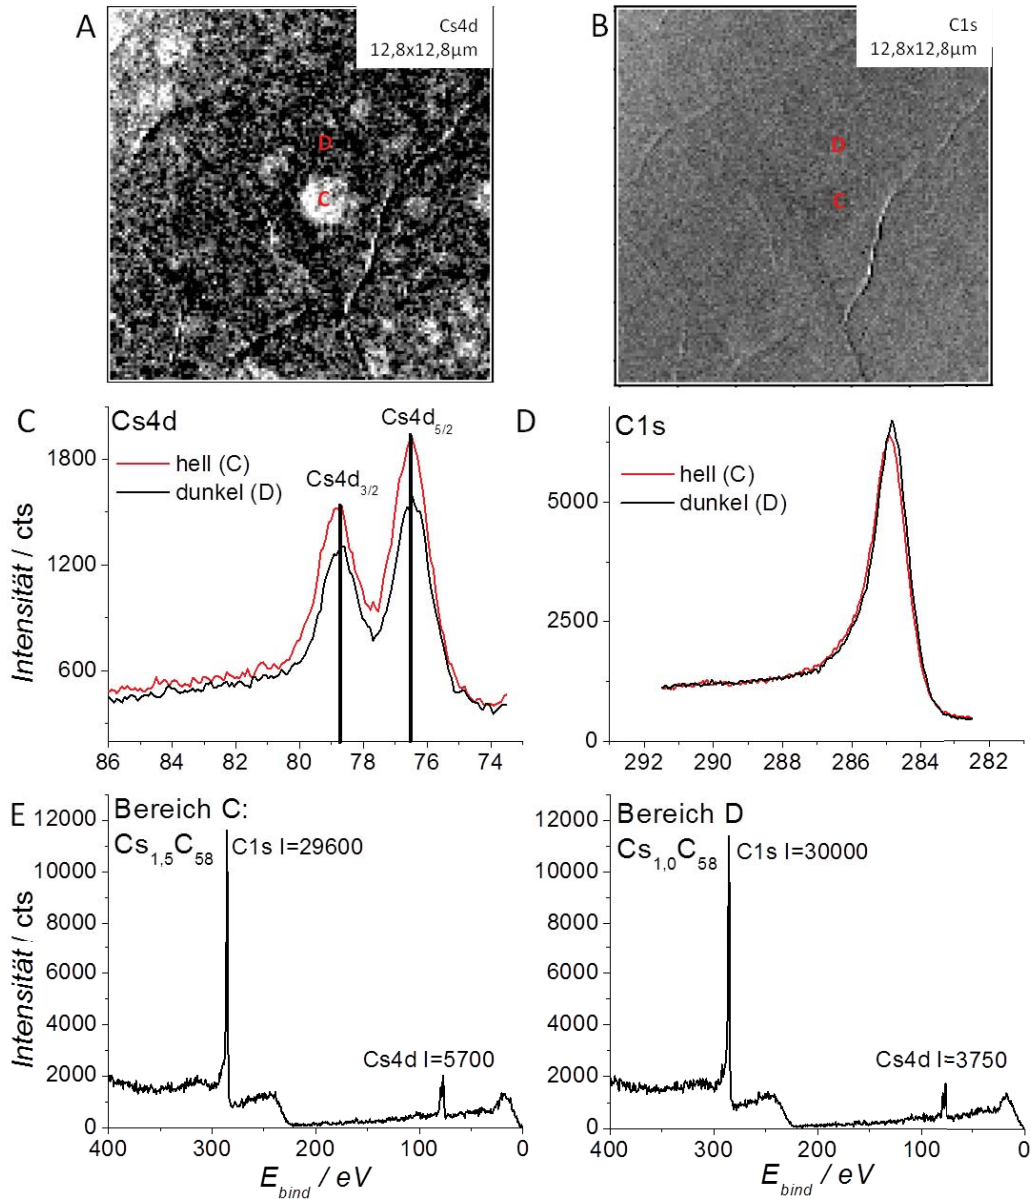 A
Cs4d
12,8x12,8µm
D
C
B
C1s
12,8x12,8µm
D
C
C
Cs4d
hell (C)
dunkel (D)
Cs4d3/2
Cs4d5/2
Intensität / cts
1800
1200
600
86 84 82 80 78 76 74
D
C1s
hell (C)
dunkel (D)
5000
2500
0
292 290 288 286 284 282
E
Bereich C:
Cs1,5C58
C1s I=29600
Cs4d I=5700
Intensität / cts
12000
10000
8000
6000
4000
2000
0
400 300 200 100 0
Ebind / eV
Bereich D
Cs1,0C58
C1s I=30000
Cs4d I=3750
12000
10000
8000
6000
4000
2000
0
400 300 200 100 0
Ebind / eV